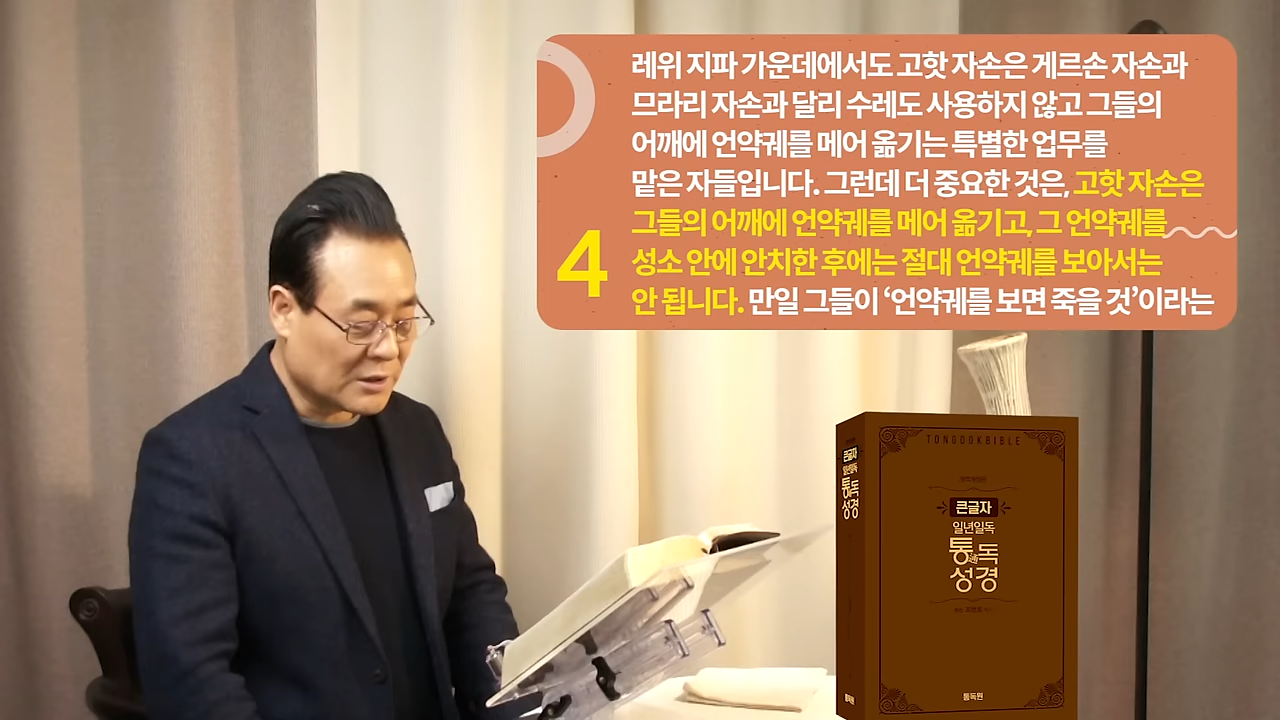 레위 지파 가운데에서도 고핫 자손은 게르손 자손과
므라리 자손과 달리 수레도 사용하지 않고 그들의
어깨에 언약궤를 메어 옮기는 특별한 업무를
맡은 자들입니다. 그런데 더 중요한 것은, 고핫 자손은
그들의 어깨에 언약궤를 메어 옮기고, 그 언약궤를
성소 안에 안치한 후에는 절대 언약궤를 보아서는
안 됩니다. 만일 그들이 ‘언약궤를 보면 죽을 것’이라는
4
큰글자
일년일독
통독
성경
통독원
TONGDOKBIBLE
큰글자
일년일독
통독
성경
통독원